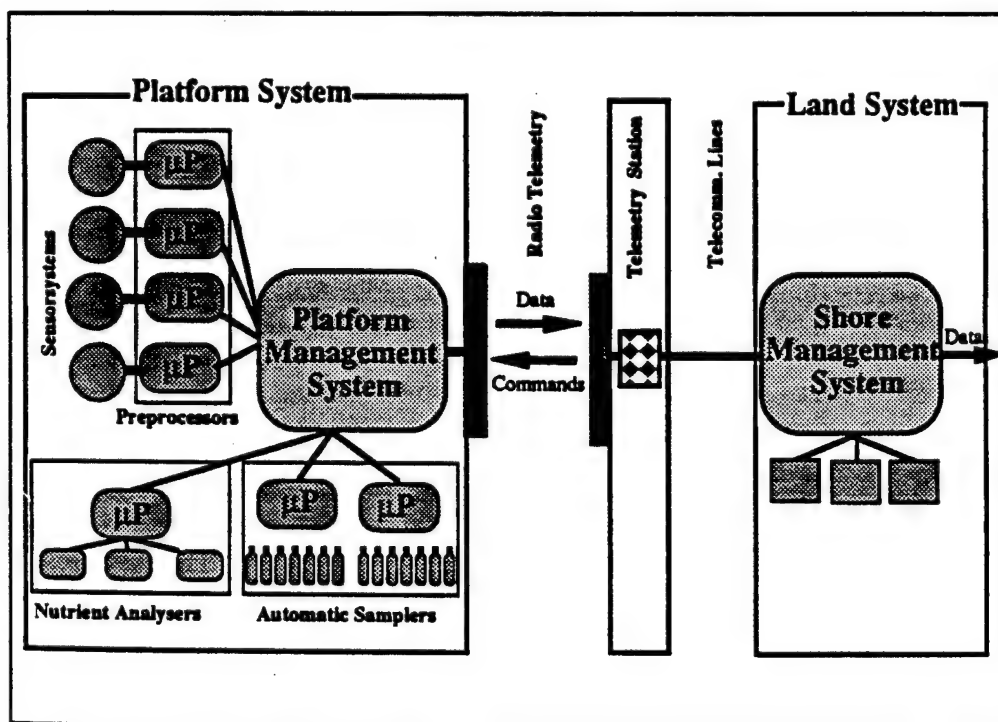 Platform System
Land System
Sensorsystems
μP
μP
μP
μP
Preprocessors
Platform
Management
System
μP
Nutrient Analysers
μP
μP
Automatic Samplers
Radio Telemetry
Data
Commands
Telemetry Station
Telecomm. Lines
Shore
Management
System
Data